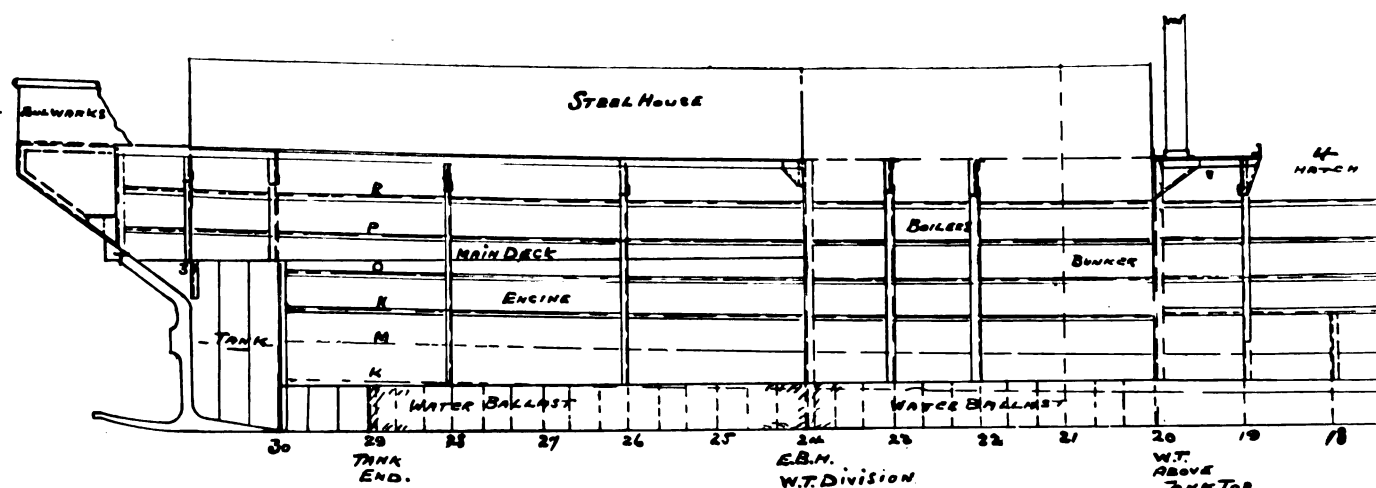 STEEL HOUSE
BULWARKS
4
HATCH
R
P
BOILERS
MAIN DECK
BUNKER
S
O
ENGINE
N
TANK
M
K
WATER BALLAST
WATER BALLAST
30 29 28 27 26 25 24 23 22 21 20 19 18
TANK
END.
E.B.H.
W.T. DIVISION
W.T.
ABOVE
TANK TOP